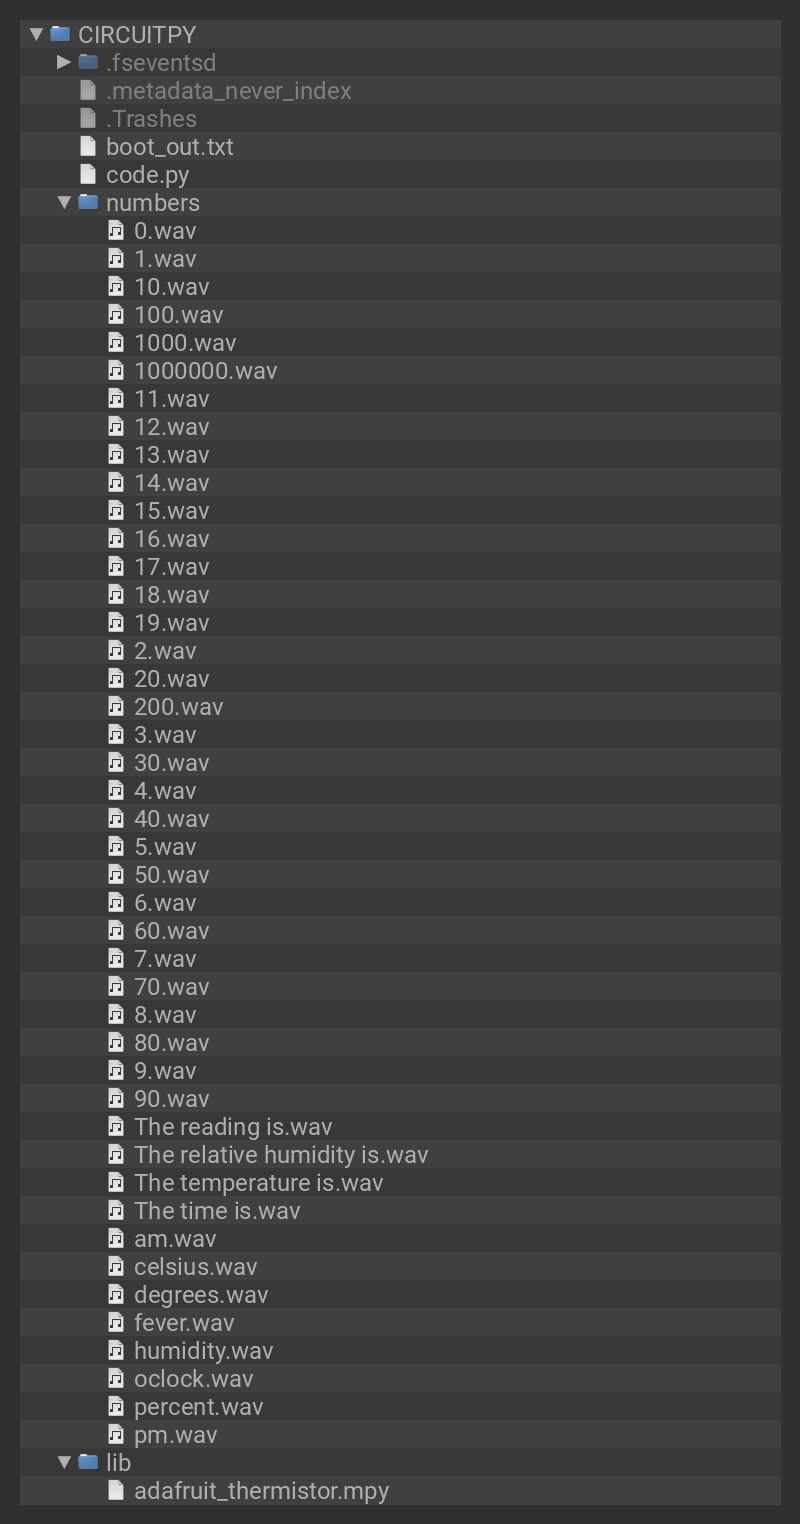 CIRCUITPY
.fseventsd
.metadata_never_index
.Trashes
boot_out.txt
code.py
numbers
0.wav
1.wav
10.wav
100.wav
1000.wav
1000000.wav
11.wav
12.wav
13.wav
14.wav
15.wav
16.wav
17.wav
18.wav
19.wav
2.wav
20.wav
200.wav
3.wav
30.wav
4.wav
40.wav
5.wav
50.wav
6.wav
60.wav
7.wav
70.wav
8.wav
80.wav
9.wav
90.wav
The reading is.wav
The relative humidity is.wav
The temperature is.wav
The time is.wav
am.wav
celsius.wav
degrees.wav
fever.wav
humidity.wav
oclock.wav
percent.wav
pm.wav
lib
adafruit_thermistor.mpy